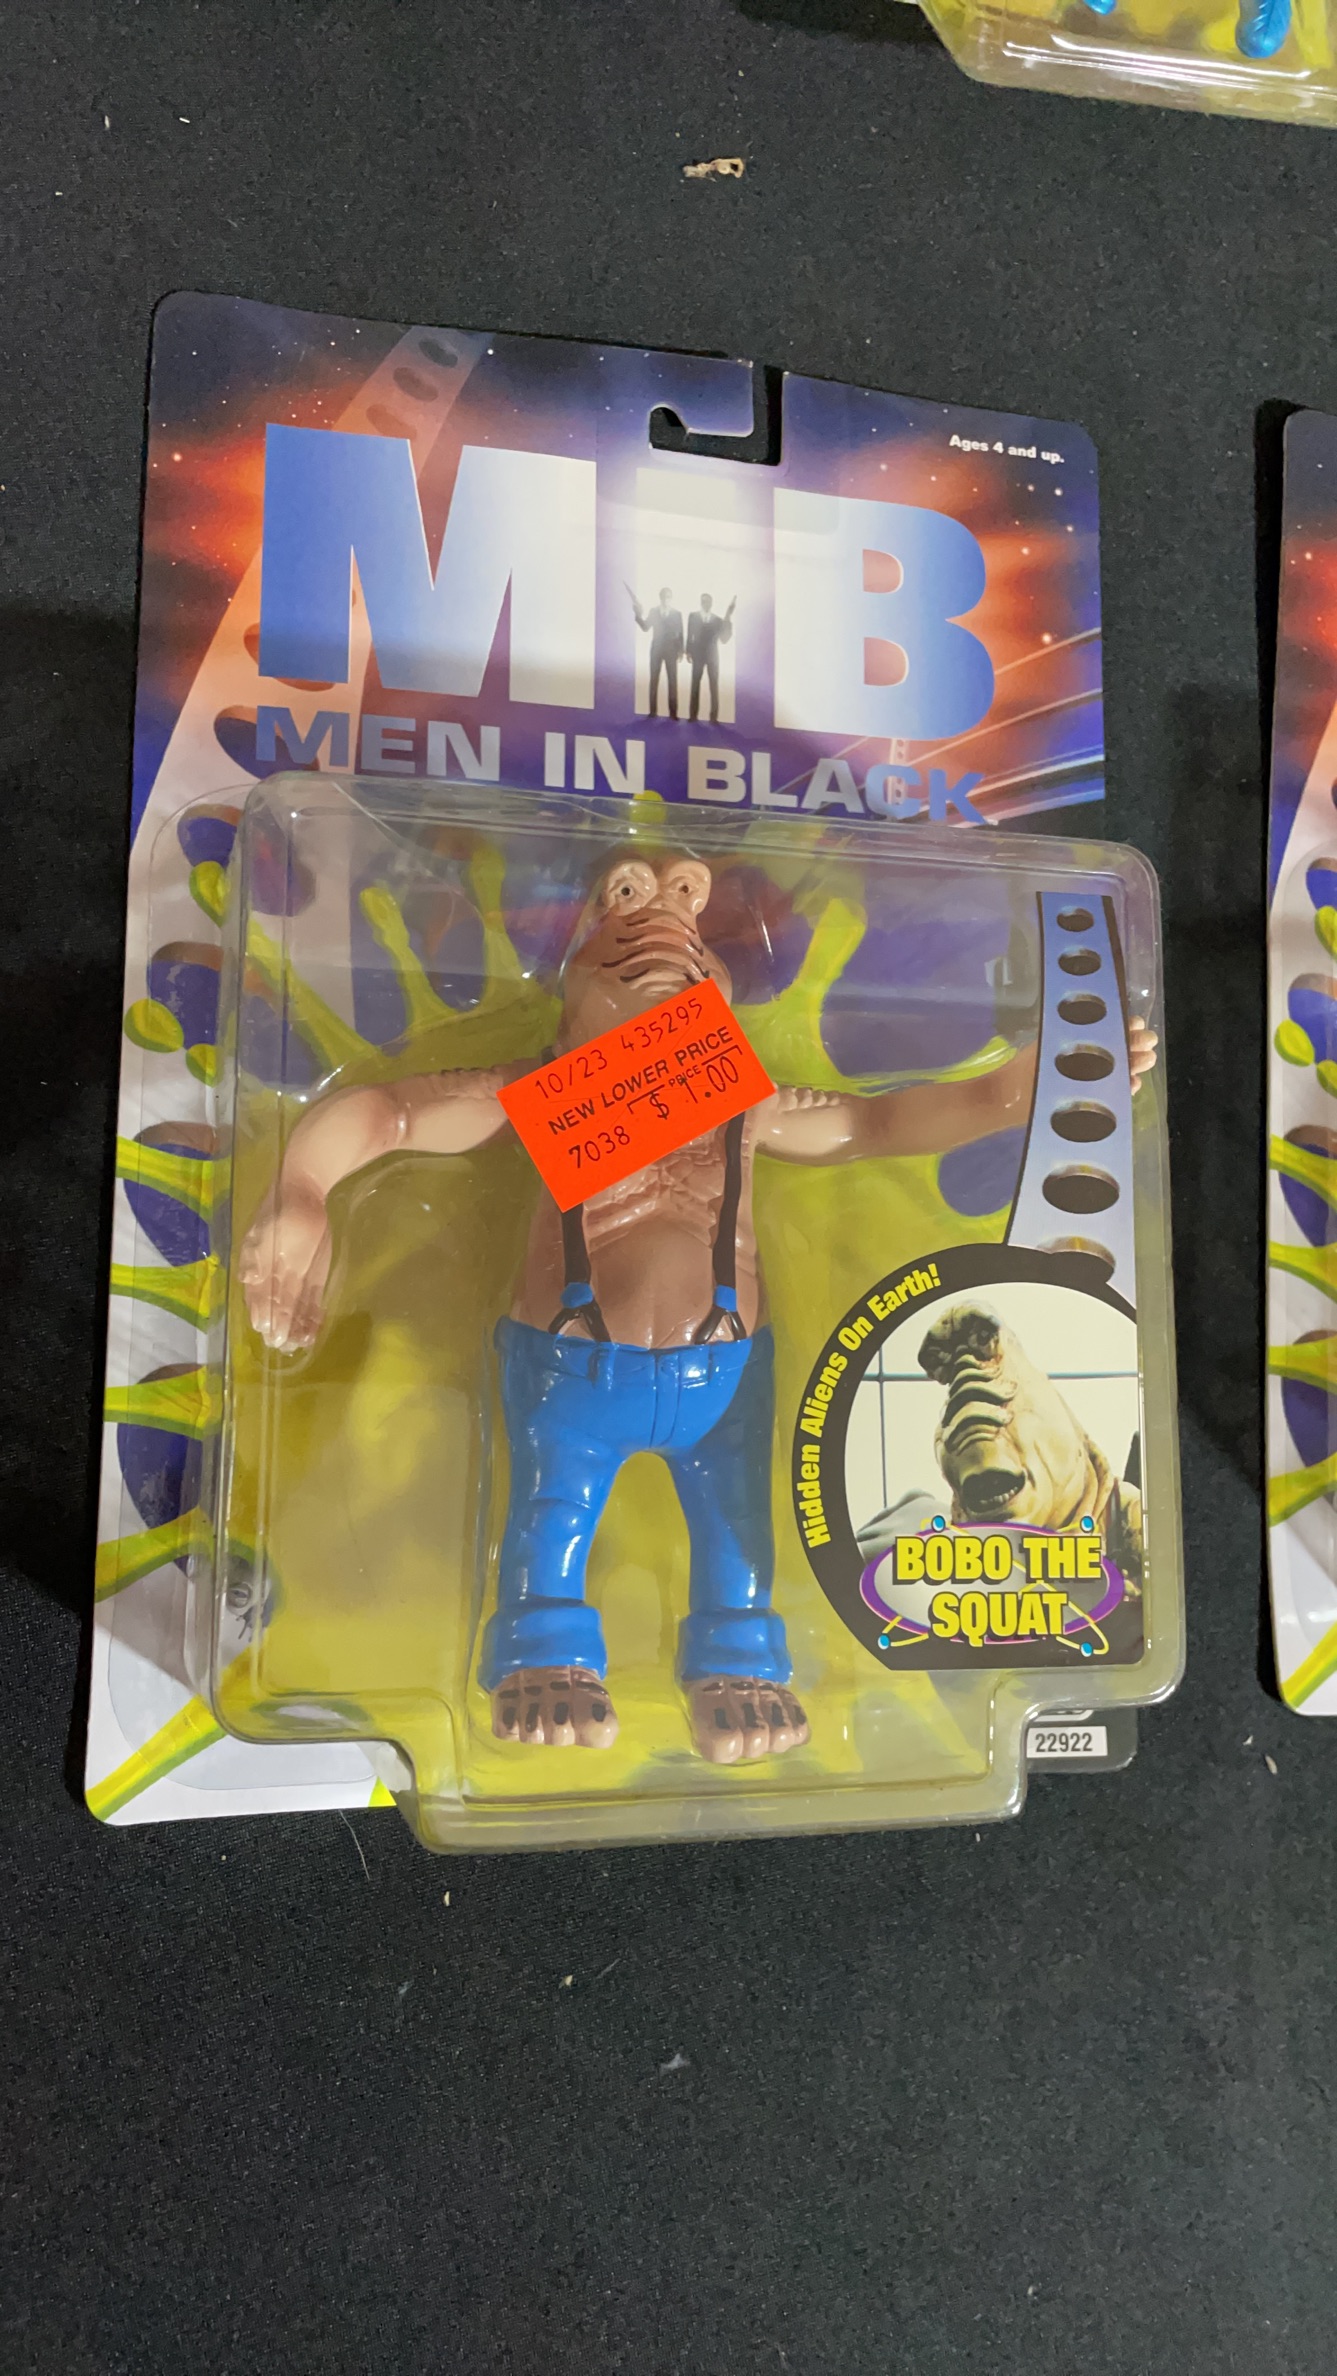 Ages 4 and up.
MIB
MEN IN BLACK
10/23 435295
NEW LOWER PRICE
PRICE
7038 $ 1.00
Hidden Aliens On Earth!
BOBO THE
SQUAT
22922